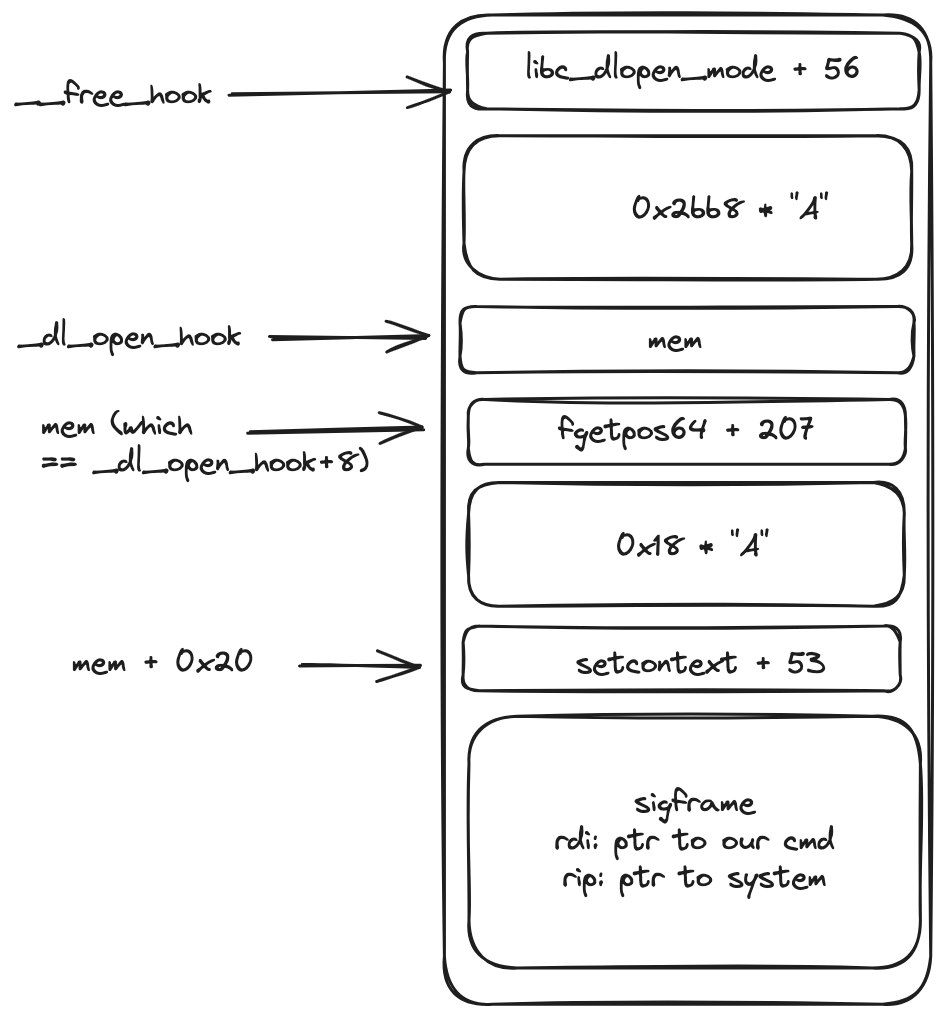 __free_hook
libc_dlopen_mode + 56
0x2bb8 * "A"
_dl_open_hook
mem
mem (which
== _dl_open_hook+8)
fgetpos64 + 207
0x18 * "A"
mem + 0x20
setcontext + 53
sigframe
rdi: ptr to our cmd
rip: ptr to system